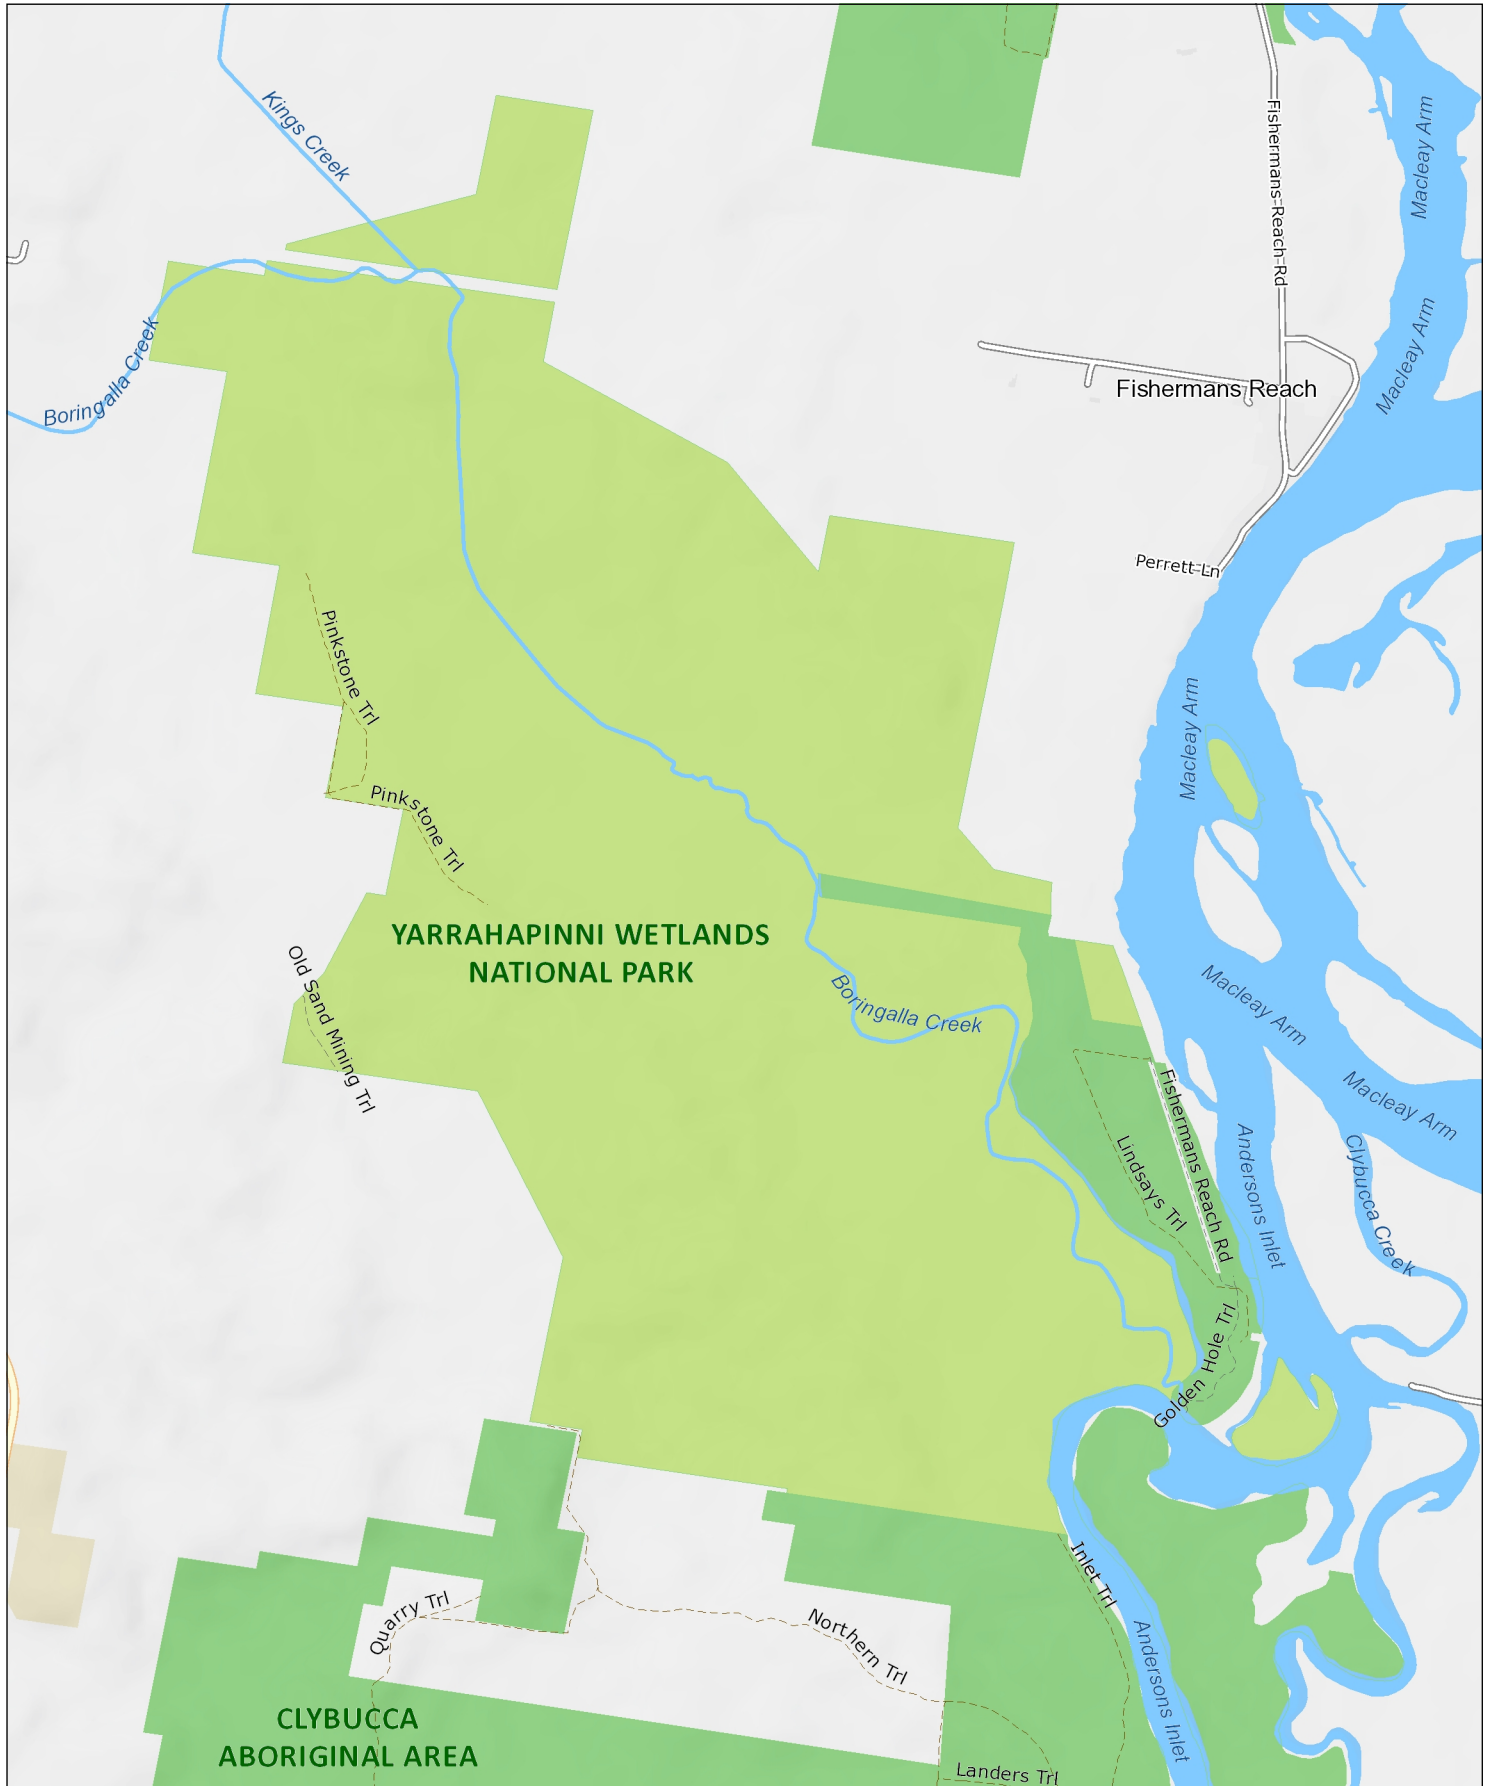 Kings Creek
Macleay Arm
Fishermans Reach Rd
Macleay Arm
Boringalla Creek
Fishermans Reach
Perrett Ln
Pinkstone Trl
Macleay Arm
Pinkstone Trl
YARRAHAPINNI WETLANDS
NATIONAL PARK
Old Sand Mining Trl
Boringalla Creek
Macleay Arm
Macleay Arm
Fishermans Reach Rd
Lindsays Trl
Andersons Inlet
Clybucca Creek
Golden Hole Trl
Inlet Trl
Quarry Trl
Northern Trl
Andersons Inlet
CLYBUCCA
ABORIGINAL AREA
Landers Trl